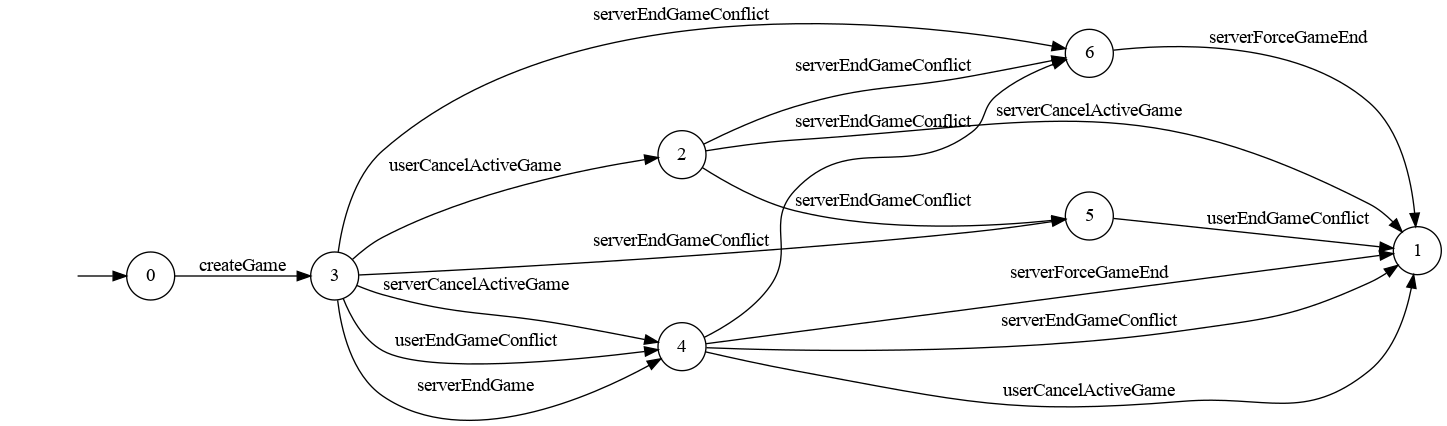 serverEndGameConflict
serverForceGameEnd
6
serverEndGameConflict
serverCancelActiveGame
serverEndGameConflict
2
userCancelActiveGame
serverEndGameConflict
5
userEndGameConflict
serverEndGameConflict
1
createGame
0
3
serverForceGameEnd
serverCancelActiveGame
serverEndGameConflict
userEndGameConflict
4
serverEndGame
userCancelActiveGame